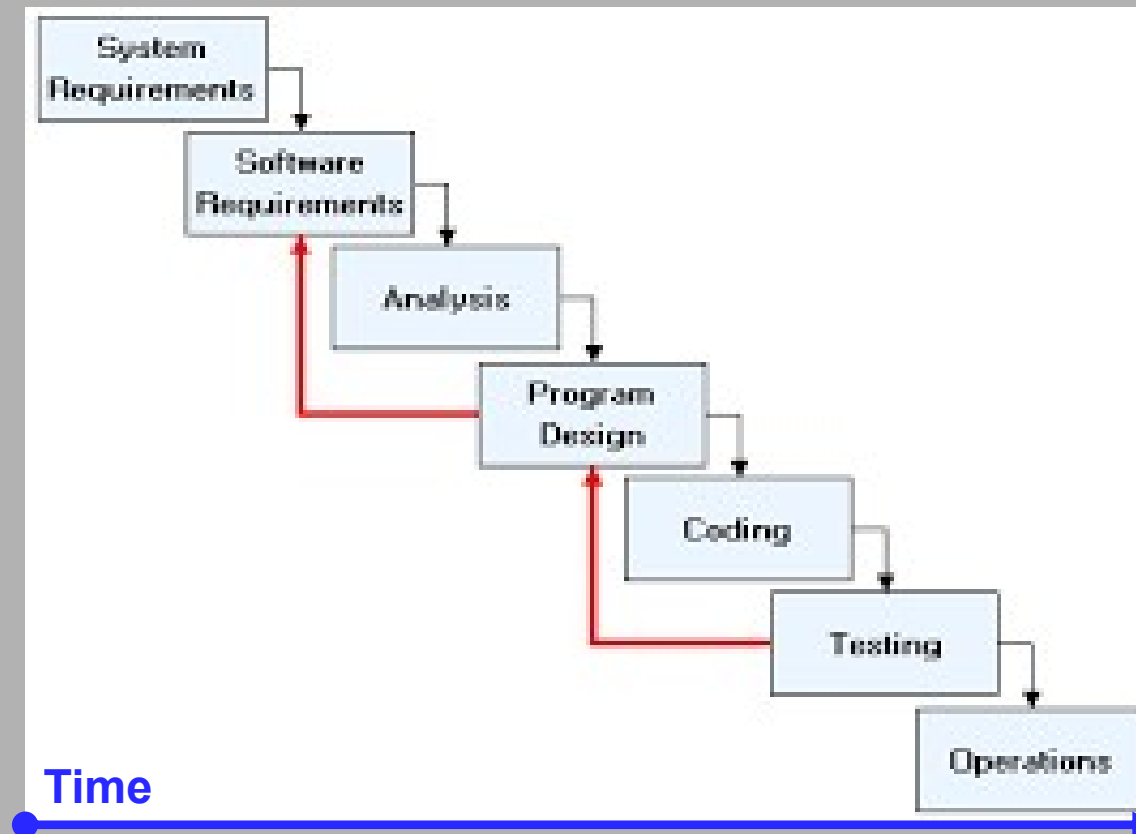 System
Requirements
Software
Requirements
Analysis
Program
Design
Coding
Testing
Operations
Time